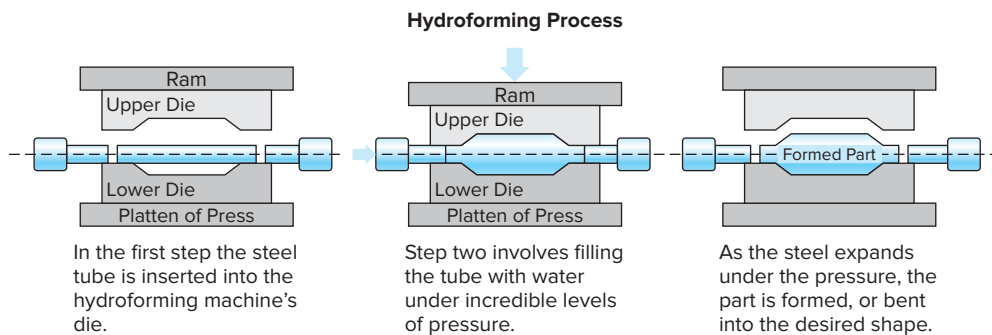 Hydroforming Process
Ram
Upper Die
Lower Die
Platten of Press
In the first step the steel
tube is inserted into the
hydroforming machine's
die.
Ram
Upper Die
Lower Die
Platten of Press
Step two involves filling
the tube with water
under incredible levels
of pressure.
Formed Part
As the steel expands
under the pressure, the
part is formed, or bent
into the desired shape.